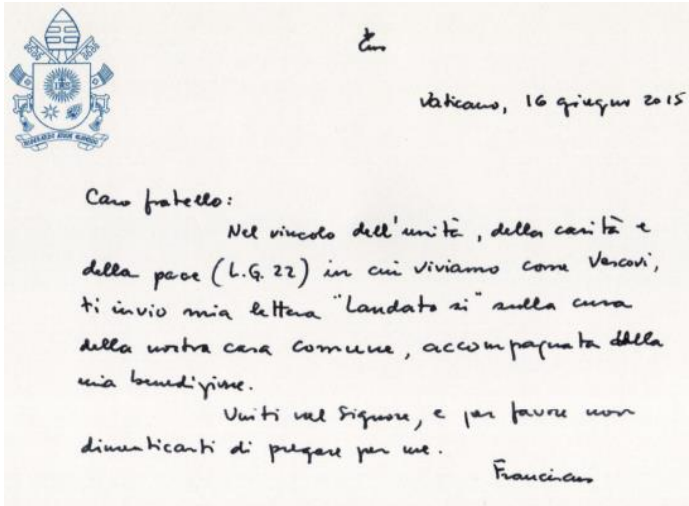 Vaticano, 16 giugno 2015
Caro fratello:
Nel vincolo dell'unità, della carità e
della pace (L.G. 22) in cui viviamo come Vescovi,
ti invio mia lettera "Laudato si" sulla cura
della nostra casa comune, accompagnata dalla
mia benedizione.
Uniti nel Signore, e per favore non
dimenticarti di pregare per me.
Franciscus